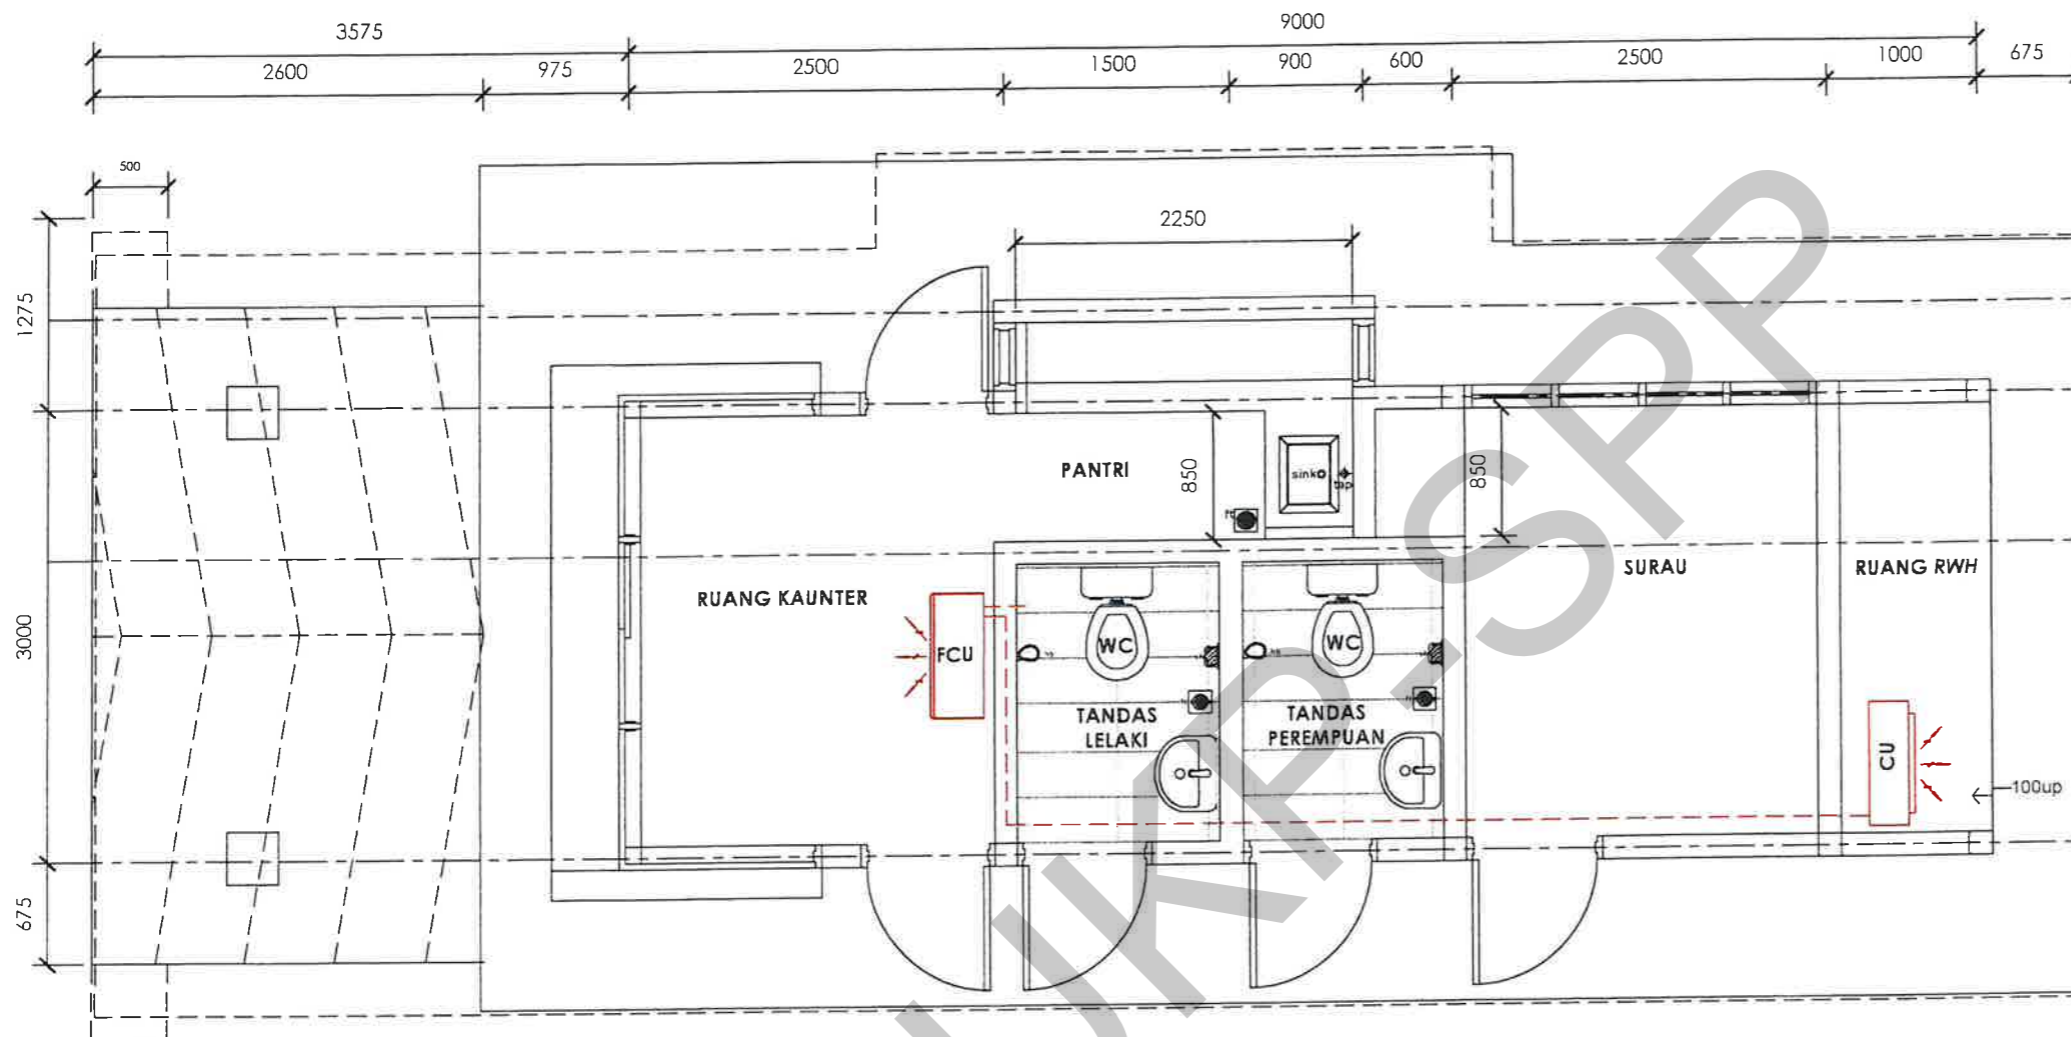 3575
9000
2600
975
2500
1500
900
600
2500
1000
675
500
2250
1275
PANTRI
850
sink
tap
850
RUANG KAUNTER
SURAU
RUANG RWH
3000
FCU
WC
WC
TANDAS
LELAKI
TANDAS
PEREMPUAN
CU
100up
675
UKP-SPP